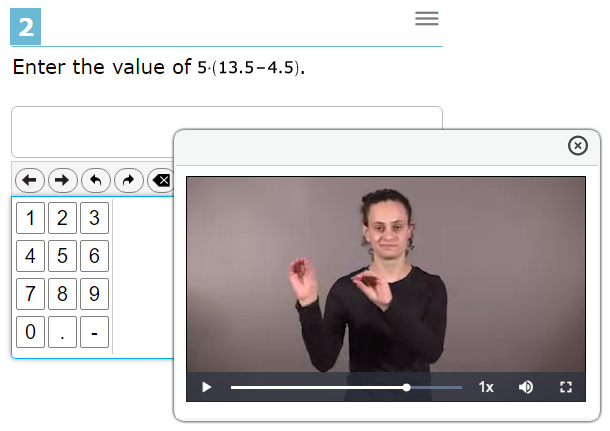 2
Enter the value of 5·(13.5−4.5).
1 2 3
4 5 6
7 8 9
0 . -
1x